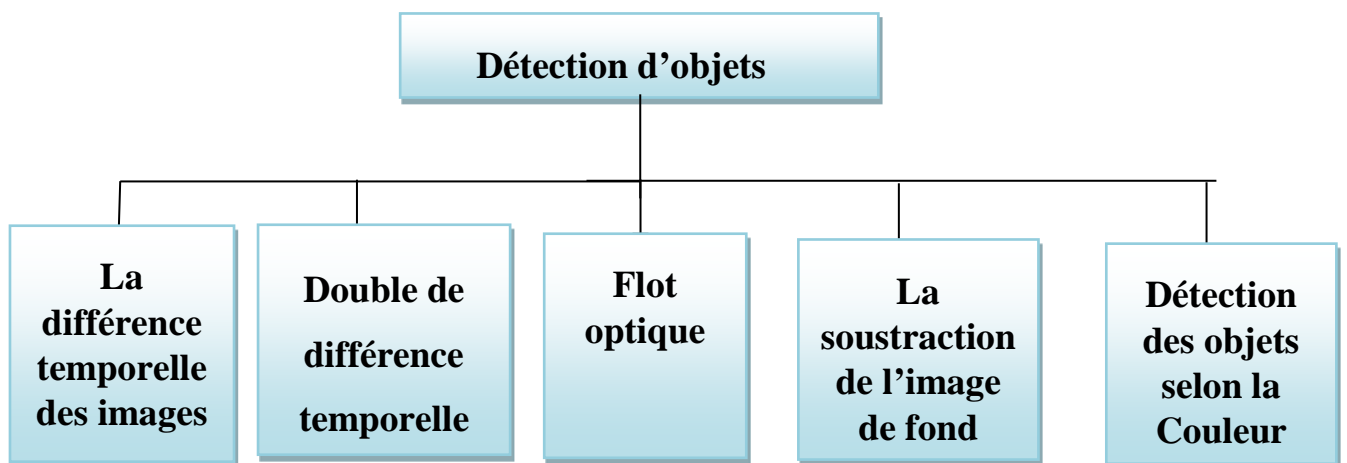 Détection d’objets
La
différence
temporelle
des images
Double de
différence
temporelle
Flot
optique
La
soustraction
de l’image
de fond
Détection
des objets
selon la
Couleur